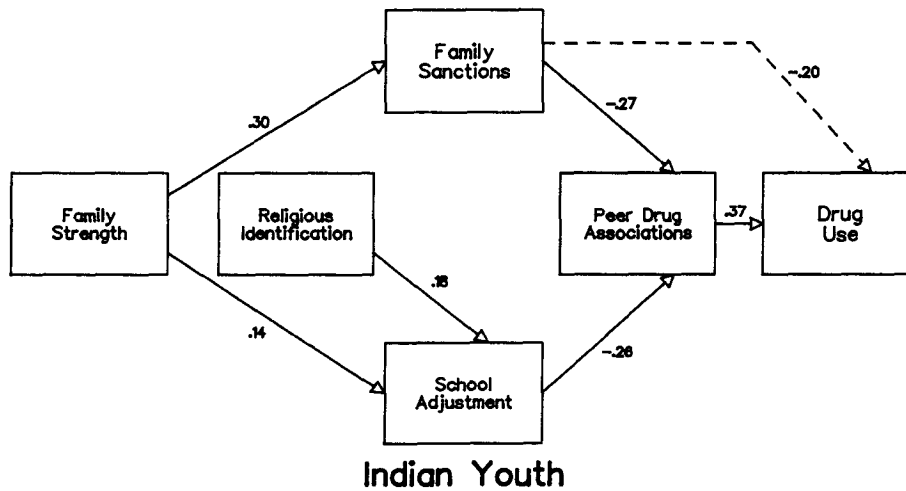 Family
Sanctions
-.20
-.27
.30
Family
Strength
Religious
Identification
Peer Drug
Associations
.37
Drug
Use
.18
.14
-.26
School
Adjustment
Indian Youth